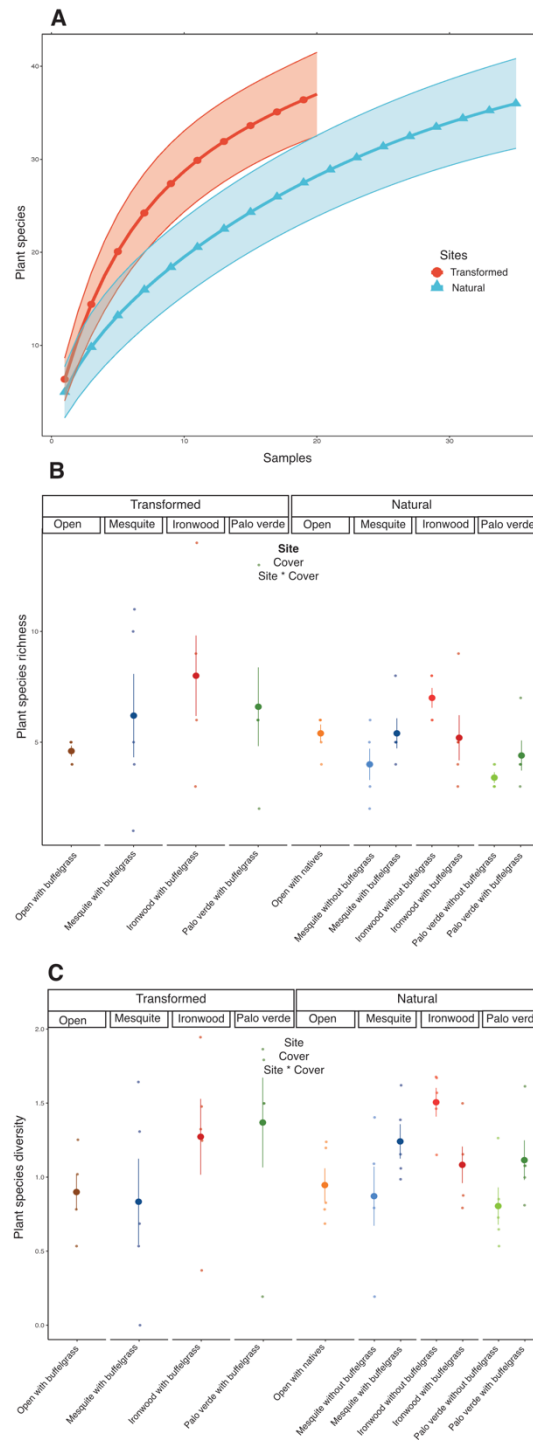 A
40
30
20
10
Plant species
Sites
Transformed
Natural
0
10
20
30
Samples
B
Transformed
Natural
Open
Mesquite
Ironwood
Palo verde
Open
Mesquite
Ironwood
Palo verde
Site
Cover
Site * Cover
10
5
Plant species richness
Open with buffelgrass
Mesquite with buffelgrass
Ironwood with buffelgrass
Palo verde with buffelgrass
Open with natives
Mesquite without buffelgrass
Mesquite with buffelgrass
Ironwood without buffelgrass
Ironwood with buffelgrass
Palo verde without buffelgrass
Palo verde with buffelgrass
C
Transformed
Natural
Open
Mesquite
Ironwood
Palo verde
Open
Mesquite
Ironwood
Palo verd
Site
Cover
Site * Cover
2.0
1.5
1.0
0.5
0.0
Plant species diversity
Open with buffelgrass
Mesquite with buffelgrass
Ironwood with buffelgrass
Palo verde with buffelgrass
Open with natives
Mesquite without buffelgrass
Mesquite with buffelgrass
Ironwood without buffelgrass
Ironwood with buffelgrass
Palo verde without buffelgrass
Palo verde with buffelgrass